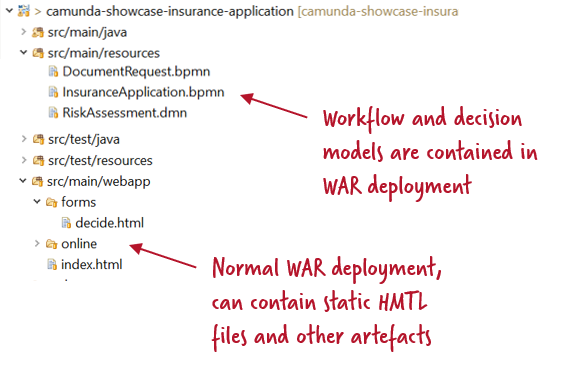 camunda-showcase-insurance-application [camunda-showcase-insura
src/main/java
src/main/resources
DocumentRequest.bpmn
InsuranceApplication.bpmn
RiskAssessment.dmn
src/test/java
src/test/resources
src/main/webapp
forms
decide.html
online
index.html
Workflow and decision
models are contained in
WAR deployment
Normal WAR deployment,
can contain static HMTL
files and other artefacts